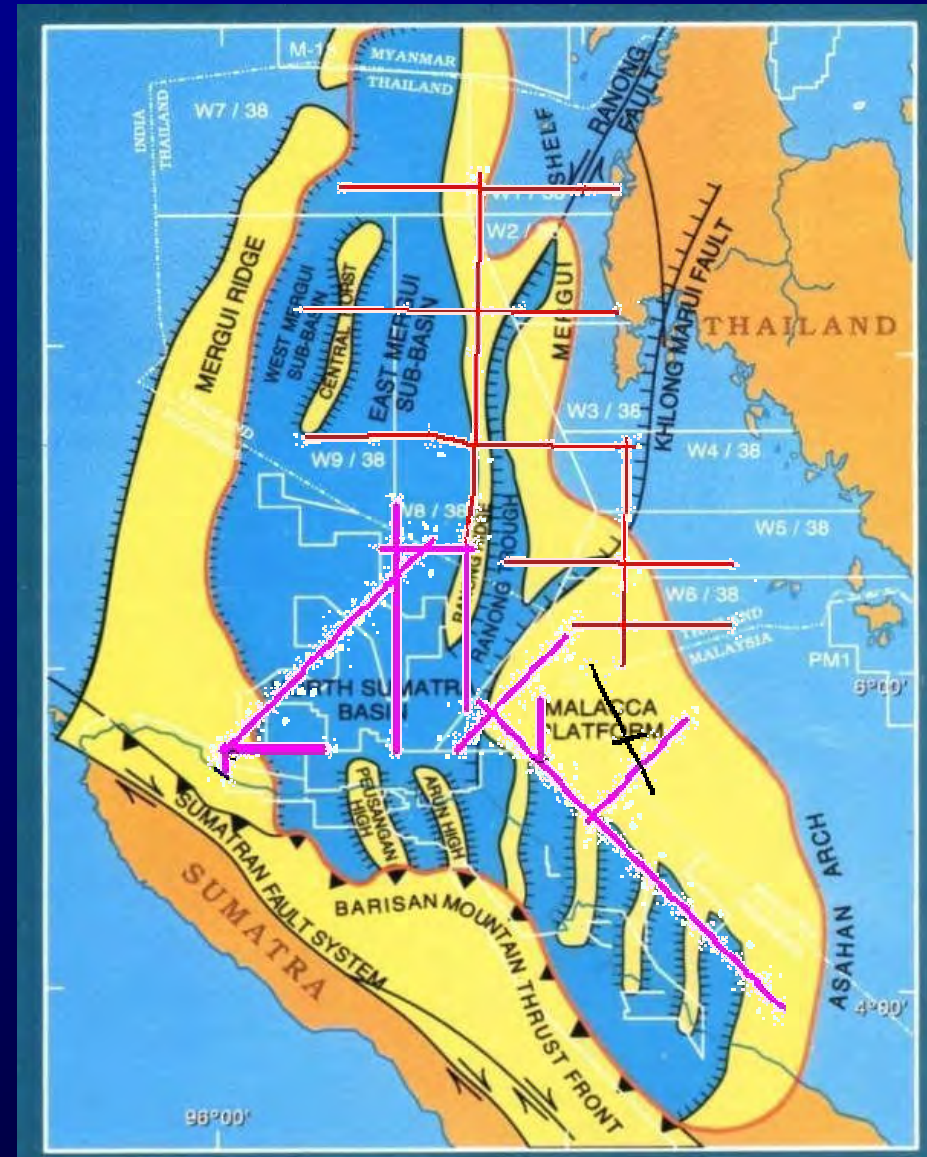 M-1
MYANMAR
THAILAND
INDIA
THAILAND
W7 / 38
SHELF
RANONG
FAULT
W2 /
MERGUI RIDGE
WEST MERGUI
SUB-BASIN
CENTRAL
EAST MERGUI
SUB-BASIN
MERGUI
KHLONG MARUI FAULT
THAILAND
W3 / 38
W4 / 38
W9 / 38
W8 / 38
W5 / 38
RANONG TROUGH
W6 / 38
THAILAND
MALAYSIA
PM1
6°00'
NORTH SUMATRA
BASIN
MALACCA
PLATFORM
PEUSANGAN
HIGH
ARUN HIGH
SUMATRAN FAULT SYSTEM
SUMATRA
BARISAN MOUNTAIN THRUST FRONT
ASAHAN ARCH
4°00'
98°00'